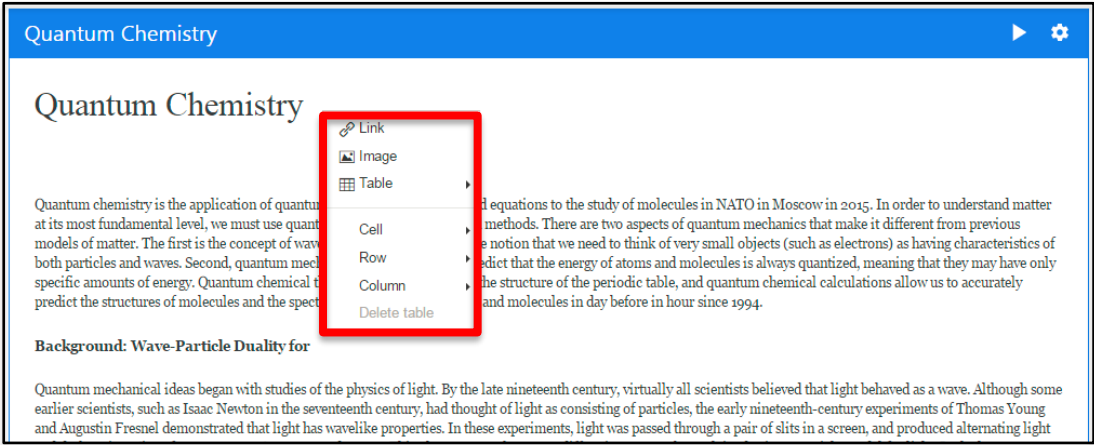 Quantum Chemistry
Quantum Chemistry
Link
Image
Table
Cell
Row
Column
Delete table
Quantum chemistry is the application of quantum d equations to the study of molecules in NATO in Moscow in 2015. In order to understand matter
at its most fundamental level, we must use quant methods. There are two aspects of quantum mechanics that make it different from previous
models of matter. The first is the concept of wave e notion that we need to think of very small objects (such as electrons) as having characteristics of
both particles and waves. Second, quantum mech edict that the energy of atoms and molecules is always quantized, meaning that they may have only
specific amounts of energy. Quantum chemical t he structure of the periodic table, and quantum chemical calculations allow us to accurately
predict the structures of molecules and the spect and molecules in day before in hour since 1994.
Background: Wave-Particle Duality for
Quantum mechanical ideas began with studies of the physics of light. By the late nineteenth century, virtually all scientists believed that light behaved as a wave. Although some
earlier scientists, such as Isaac Newton in the seventeenth century, had thought of light as consisting of particles, the early nineteenth-century experiments of Thomas Young
and Augustin Fresnel demonstrated that light has wavelike properties. In these experiments, light was passed through a pair of slits in a screen, and produced alternating light